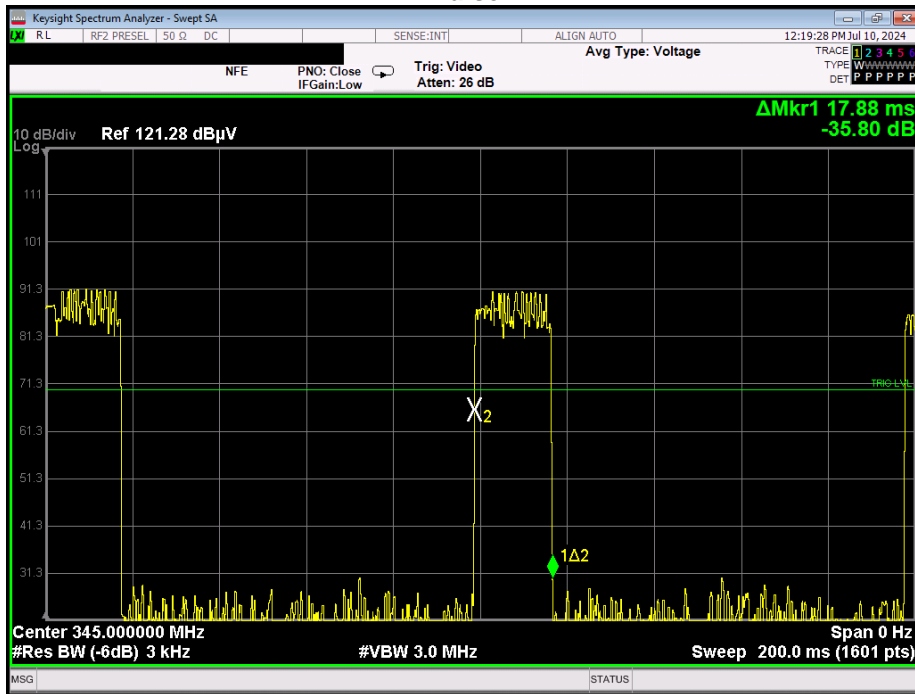 Keysight Spectrum Analyzer - Swept SA
LXI RL RF2 PRESEL 50 Ω DC SENSE:INT ALIGN AUTO 12:19:28 PM Jul 10, 2024
Avg Type: Voltage TRACE 1 2 3 4 5 6
NFE PNO: Close Trig: Video TYPE WWWWWW
IFGain:Low Atten: 26 dB DET P P P P P P
ΔMkr1 17.88 ms
10 dB/div Ref 121.28 dBµV -35.80 dB
Log
111
101
91.3
81.3
71.3 TRIG LVL
2
61.3
51.3
41.3
1Δ2
31.3
Center 345.000000 MHz Span 0 Hz
#Res BW (-6dB) 3 kHz #VBW 3.0 MHz Sweep 200.0 ms (1601 pts)
MSG STATUS